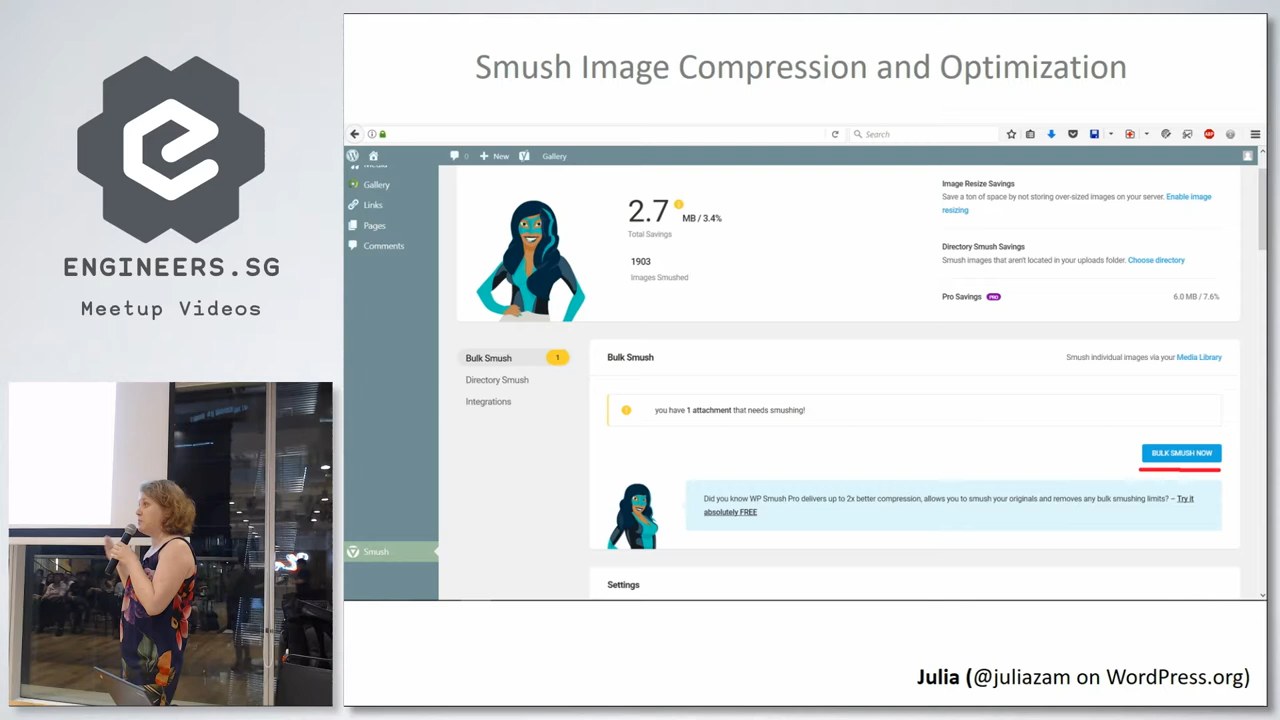 ENGINEERS.SG
Meetup Videos
Smush Image Compression and Optimization
Search
0
New
Gallery
Gallery
Links
Pages
Comments
Smush
2.7 MB / 3.4%
Total Savings
1903
Images Smushed
Image Resize Savings
Save a ton of space by not storing over-sized images on your server. Enable image
resizing
Directory Smush Savings
Smush images that aren't located in your uploads folder. Choose directory
Pro Savings PRO 6.0 MB / 7.6%
Bulk Smush 1
Directory Smush
Integrations
Bulk Smush
Smush individual images via your Media Library
you have 1 attachment that needs smushing!
BULK SMUSH NOW
Did you know WP Smush Pro delivers up to 2x better compression, allows you to smush your originals and removes any bulk smushing limits? – Try it
absolutely FREE
Settings
Julia (@juliazam on WordPress.org)